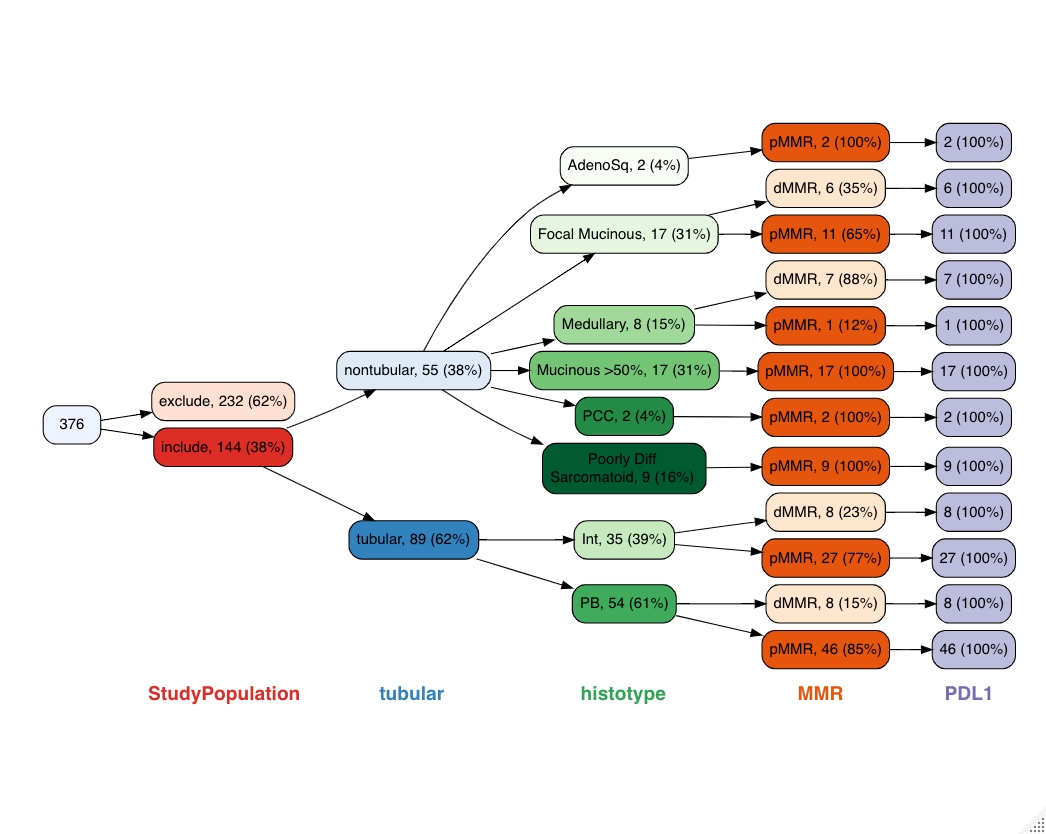 376
exclude, 232 (62%)
include, 144 (38%)
nontubular, 55 (38%)
tubular, 89 (62%)
AdenoSq, 2 (4%)
Focal Mucinous, 17 (31%)
Medullary, 8 (15%)
Mucinous >50%, 17 (31%)
PCC, 2 (4%)
Poorly Diff
Sarcomatoid, 9 (16%)
Int, 35 (39%)
PB, 54 (61%)
pMMR, 2 (100%)
dMMR, 6 (35%)
pMMR, 11 (65%)
dMMR, 7 (88%)
pMMR, 1 (12%)
pMMR, 17 (100%)
pMMR, 2 (100%)
pMMR, 9 (100%)
dMMR, 8 (23%)
pMMR, 27 (77%)
dMMR, 8 (15%)
pMMR, 46 (85%)
2 (100%)
6 (100%)
11 (100%)
7 (100%)
1 (100%)
17 (100%)
2 (100%)
9 (100%)
8 (100%)
27 (100%)
8 (100%)
46 (100%)
StudyPopulation
tubular
histotype
MMR
PDL1